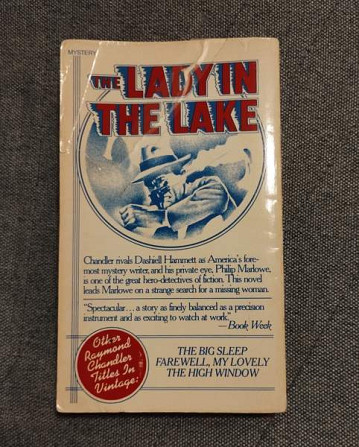 MYSTERY
THE LADY IN
THE LAKE
Chandler rivals Dashiell Hammett as America's fore-
most mystery writer, and his private eye, Philip Marlowe,
is one of the great hero-detectives of fiction. This novel
leads Marlowe on a strange search for a missing woman.
"Spectacular... a story as finely balanced as a precision
instrument and as exciting to watch at work."
—Book Week
Other
Raymond
Chandler
Titles In
Vintage:
THE BIG SLEEP
FAREWELL, MY LOVELY
THE HIGH WINDOW